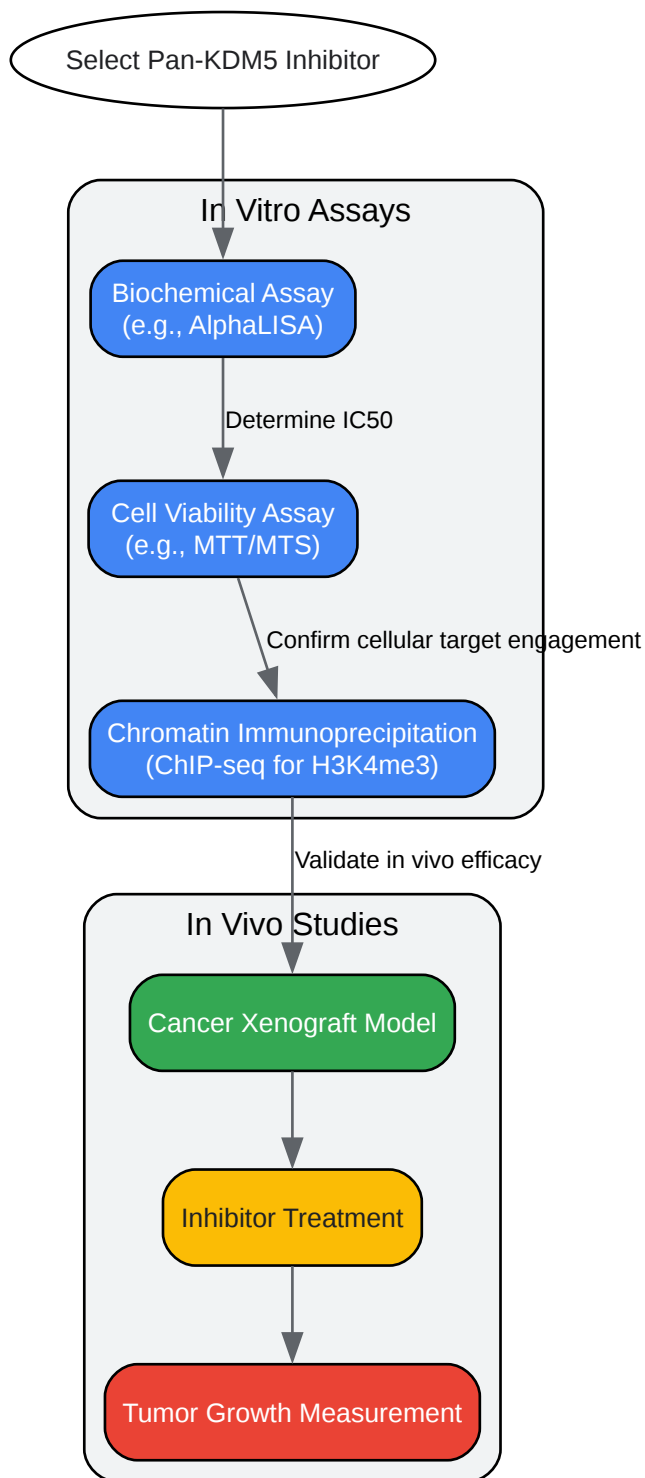 Select Pan-KDM5 Inhibitor
In Vitro Assays
Biochemical Assay
(e.g., AlphaLISA)
Determine IC50
Cell Viability Assay
(e.g., MTT/MTS)
Confirm cellular target engagement
Chromatin Immunoprecipitation
(ChIP-seq for H3K4me3)
Validate in vivo efficacy
In Vivo Studies
Cancer Xenograft Model
Inhibitor Treatment
Tumor Growth Measurement